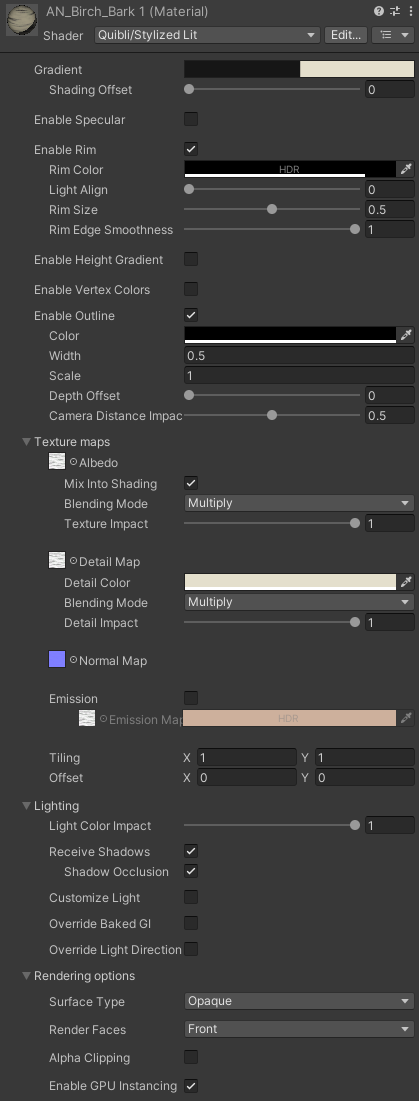 AN_Birch_Bark 1 (Material)
Shader Quibli/Stylized Lit Edit...
Gradient
Shading Offset 0
Enable Specular
Enable Rim
Rim Color HDR
Light Align 0
Rim Size 0.5
Rim Edge Smoothness 1
Enable Height Gradient
Enable Vertex Colors
Enable Outline
Color
Width 0.5
Scale 1
Depth Offset 0
Camera Distance Impac 0.5
Texture maps
Albedo
Mix Into Shading
Blending Mode Multiply
Texture Impact 1
Detail Map
Detail Color
Blending Mode Multiply
Detail Impact 1
Normal Map
Emission
Emission Map HDR
Tiling X 1 Y 1
Offset X 0 Y 0
Lighting
Light Color Impact 1
Receive Shadows
Shadow Occlusion
Customize Light
Override Baked GI
Override Light Direction
Rendering options
Surface Type Opaque
Render Faces Front
Alpha Clipping
Enable GPU Instancing